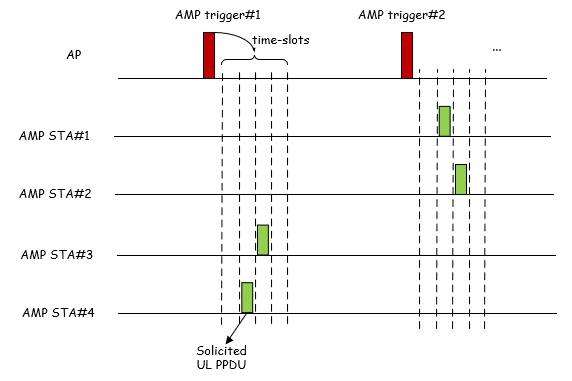 AMP trigger#1
AMP trigger#2
time-slots
...
AP
AMP STA#1
AMP STA#2
AMP STA#3
AMP STA#4
Solicited
UL PPDU